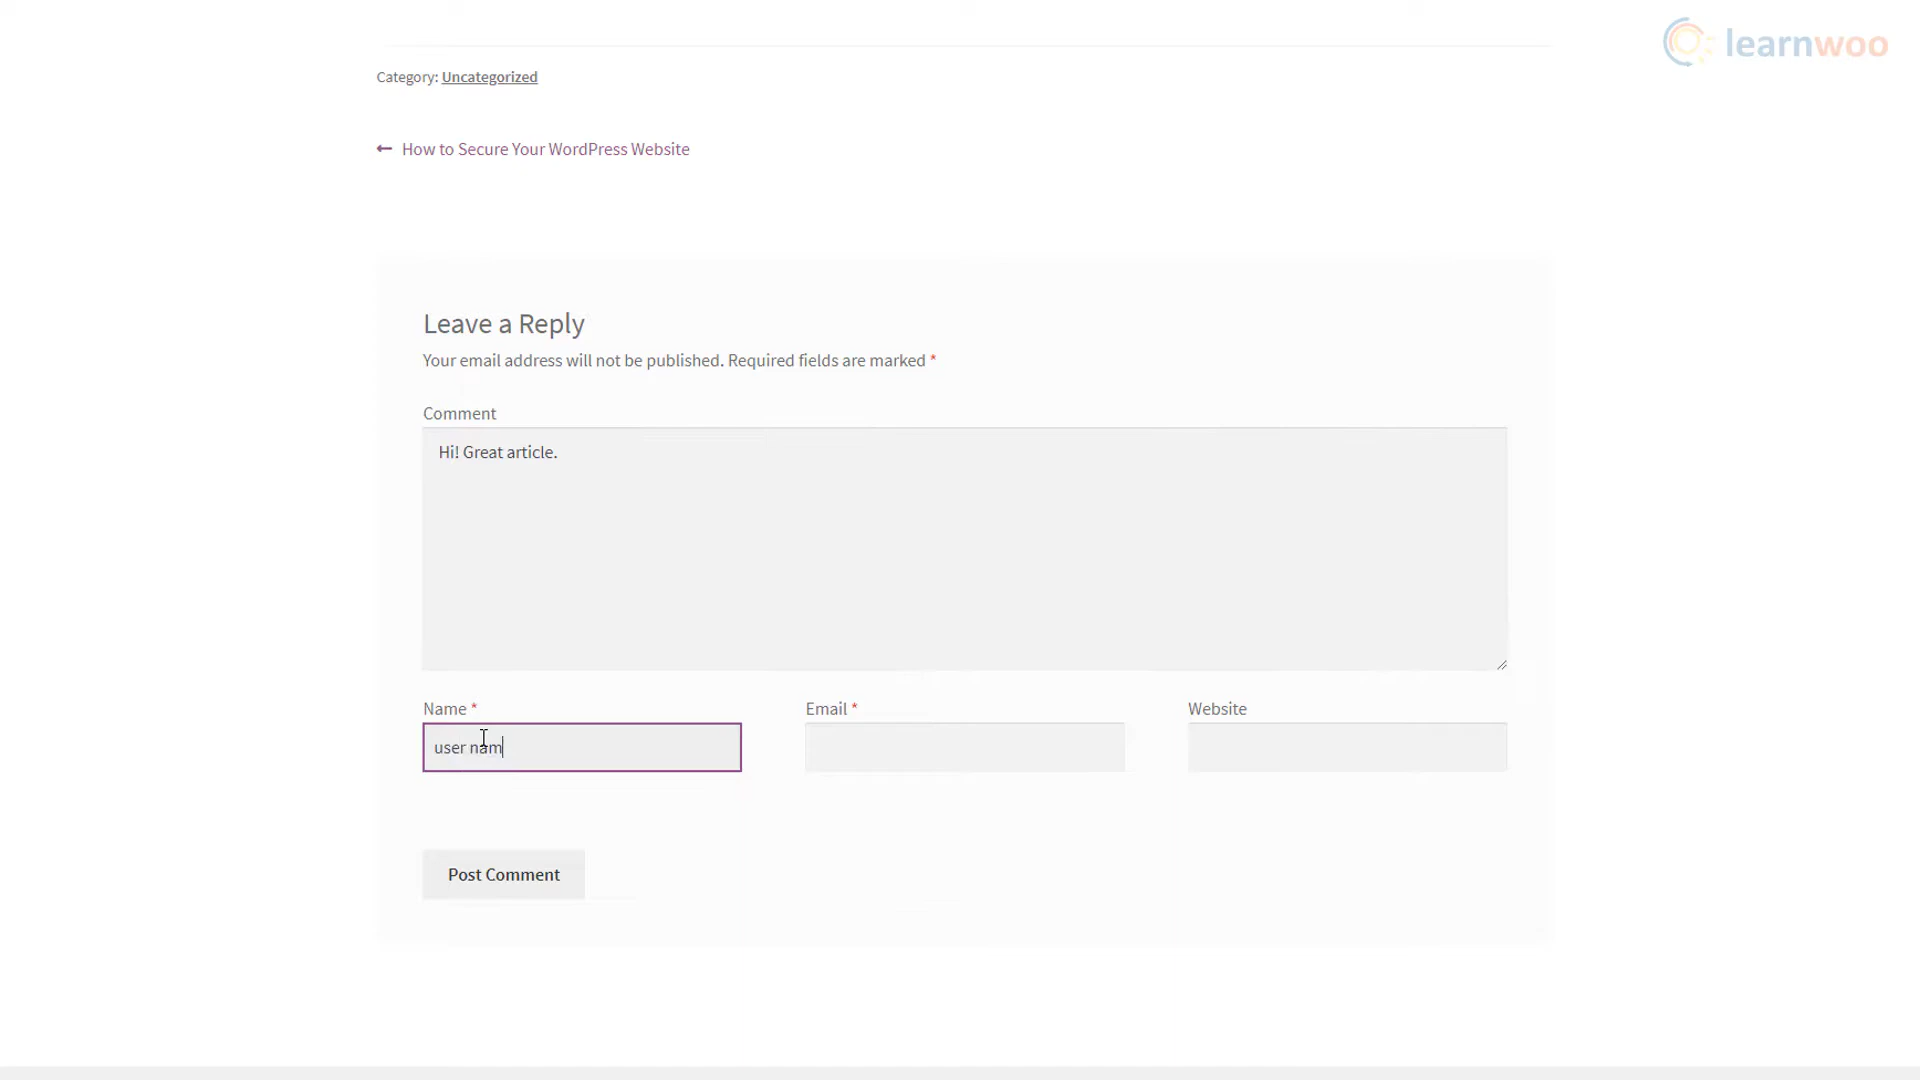 learnwoo
Category: Uncategorized
← How to Secure Your WordPress Website
Leave a Reply
Your email address will not be published. Required fields are marked *
Comment
Hi! Great article.
Name * Email * Website
user nam
Post Comment